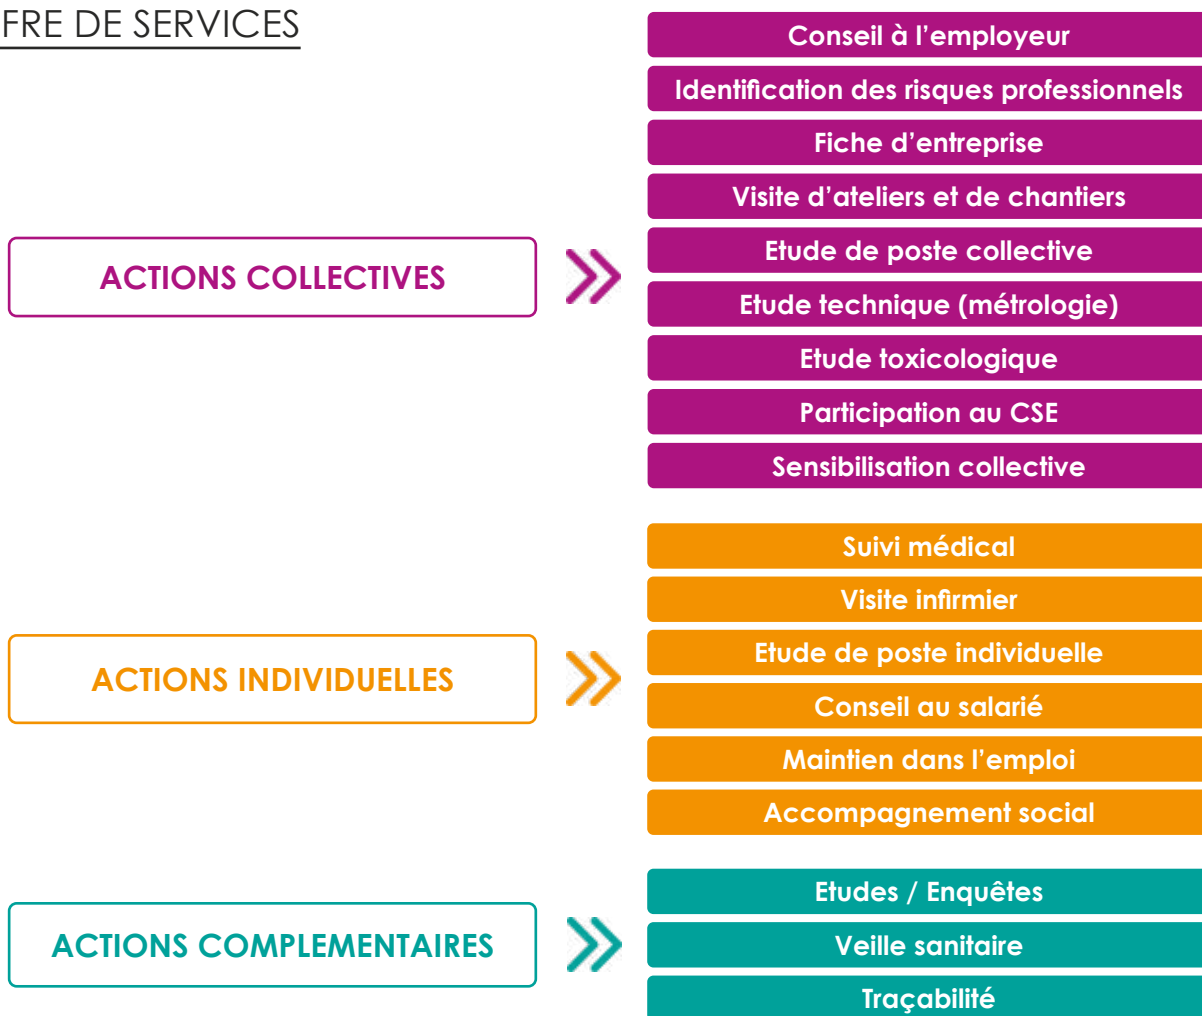 FRE DE SERVICES
ACTIONS COLLECTIVES
Conseil à l’employeur
Identification des risques professionnels
Fiche d’entreprise
Visite d’ateliers et de chantiers
Etude de poste collective
Etude technique (métrologie)
Etude toxicologique
Participation au CSE
Sensibilisation collective
ACTIONS INDIVIDUELLES
Suivi médical
Visite infirmier
Etude de poste individuelle
Conseil au salarié
Maintien dans l’emploi
Accompagnement social
ACTIONS COMPLEMENTAIRES
Etudes / Enquêtes
Veille sanitaire
Traçabilité